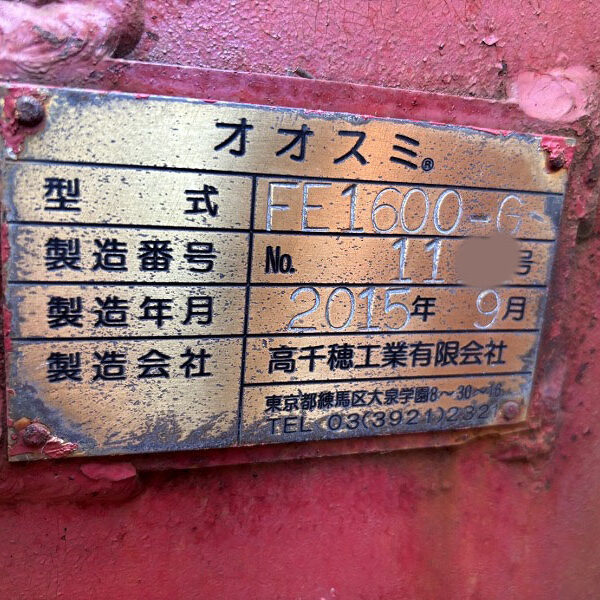 オオスミ®
型式 FE1600-G
製造番号 No. 11 号
製造年月 2015年 9月
製造会社 高千穂工業有限会社
東京都練馬区大泉学園8〜30〜16
TEL 03(3921)2321